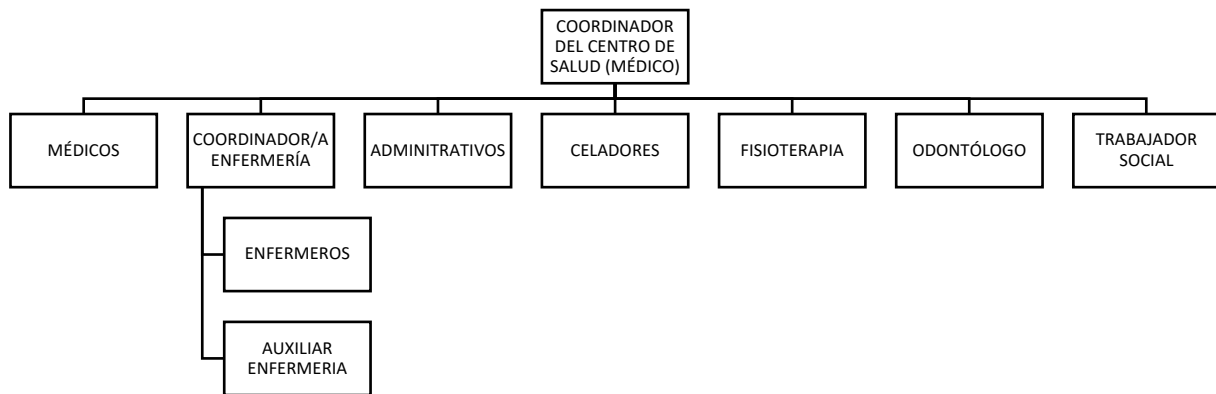 COORDINADOR
DEL CENTRO DE
SALUD (MÉDICO)
MÉDICOS
COORDINADOR/A
ENFERMERÍA
ADMINITRATIVOS
CELADORES
FISIOTERAPIA
ODONTÓLOGO
TRABAJADOR
SOCIAL
ENFERMEROS
AUXILIAR
ENFERMERIA